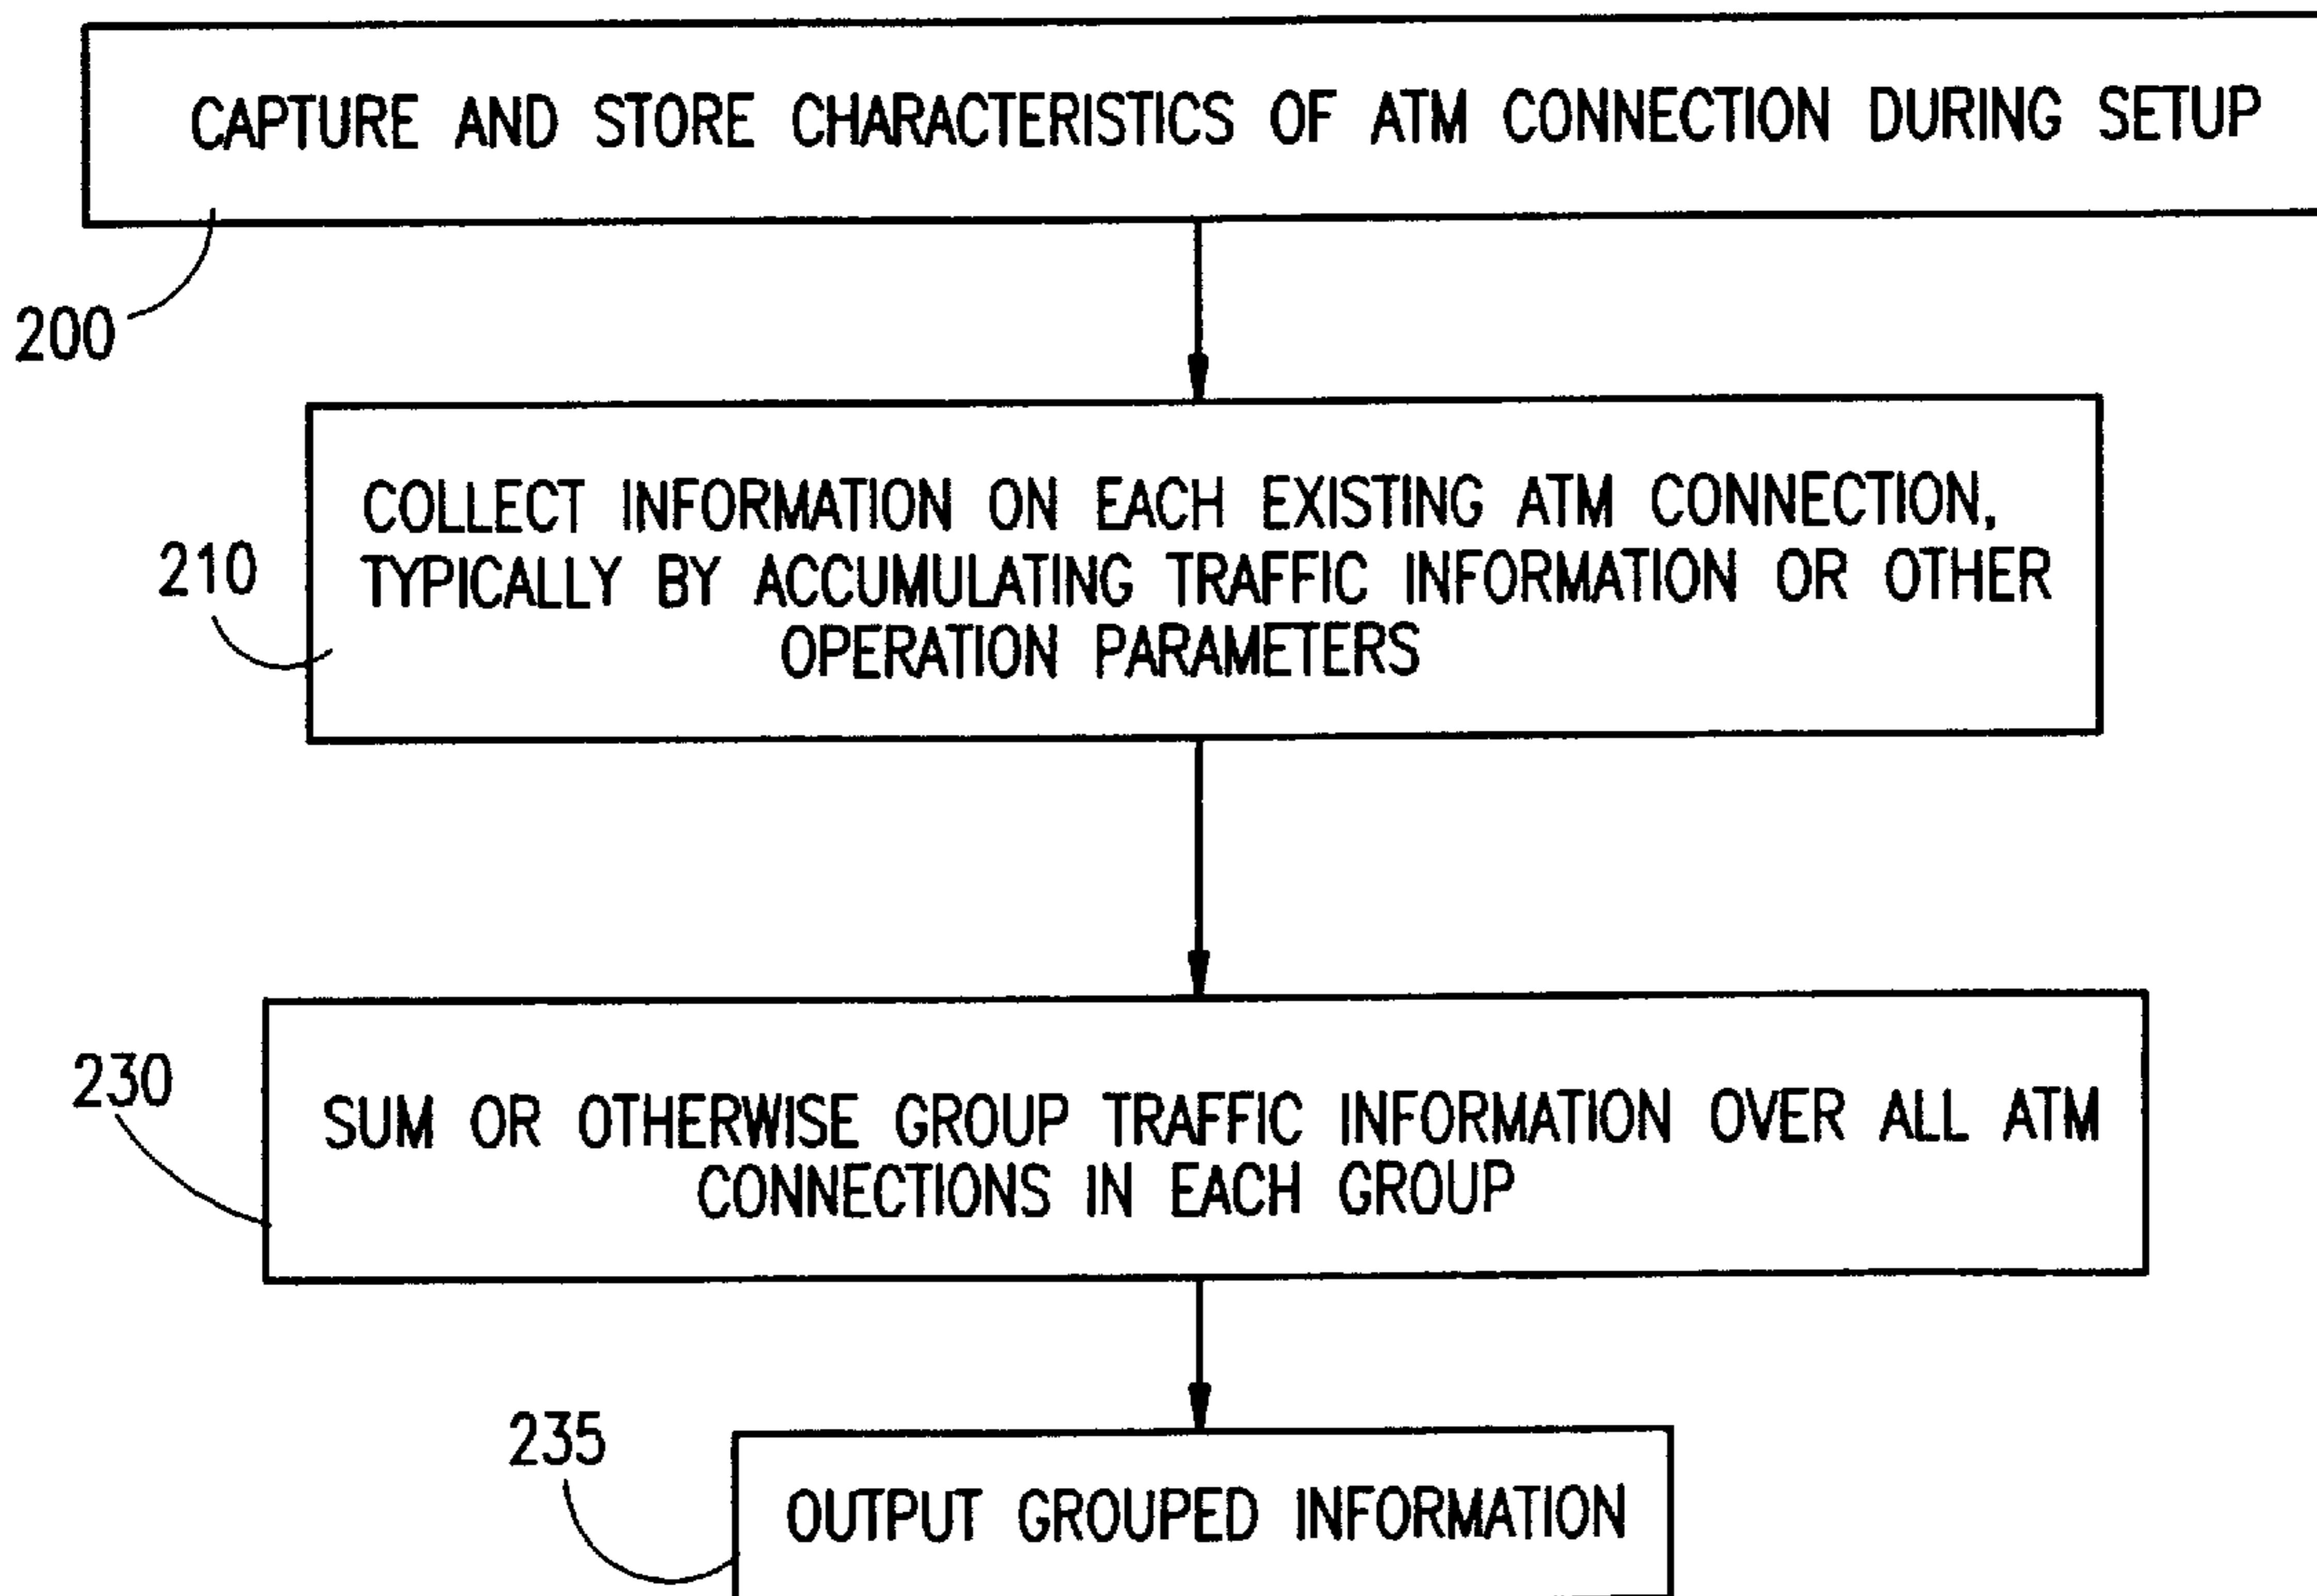 CAPTURE AND STORE CHARACTERISTICS OF ATM CONNECTION DURING SETUP
200
COLLECT INFORMATION ON EACH EXISTING ATM CONNECTION,
210
TYPICALLY BY ACCUMULATING TRAFFIC INFORMATION OR OTHER
OPERATION PARAMETERS
230
SUM OR OTHERWISE GROUP TRAFFIC INFORMATION OVER ALL ATM
CONNECTIONS IN EACH GROUP
235
OUTPUT GROUPED INFORMATION